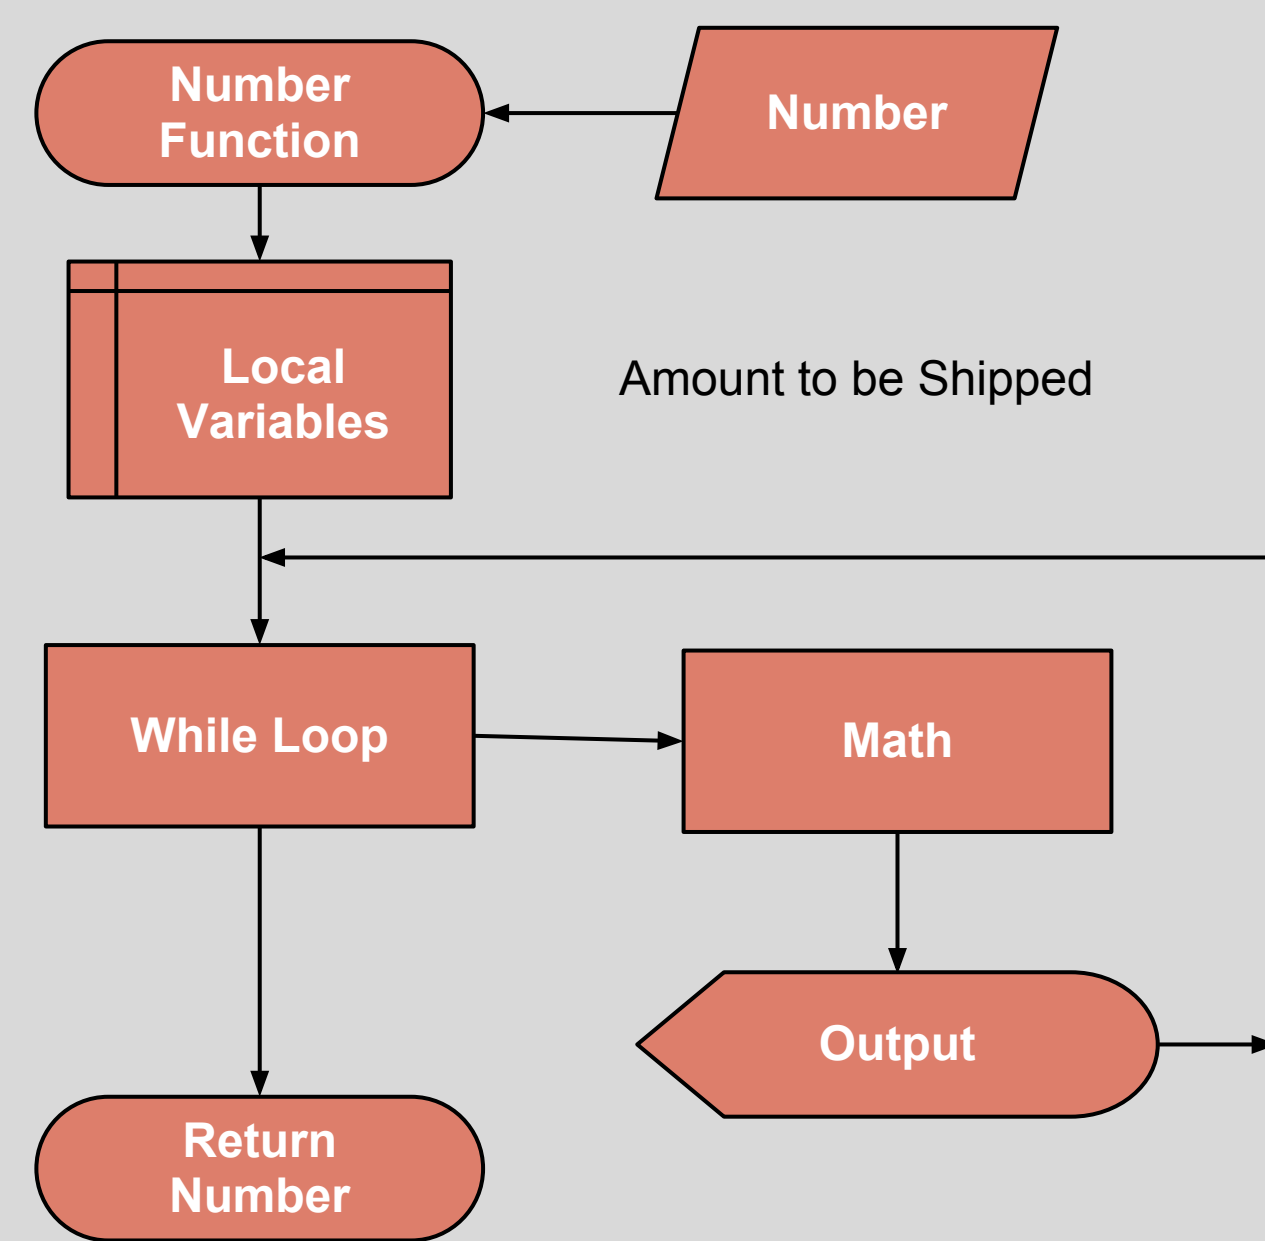 Number
Function
Number
Local
Variables
Amount to be Shipped
While Loop
Math
Output
Return
Number